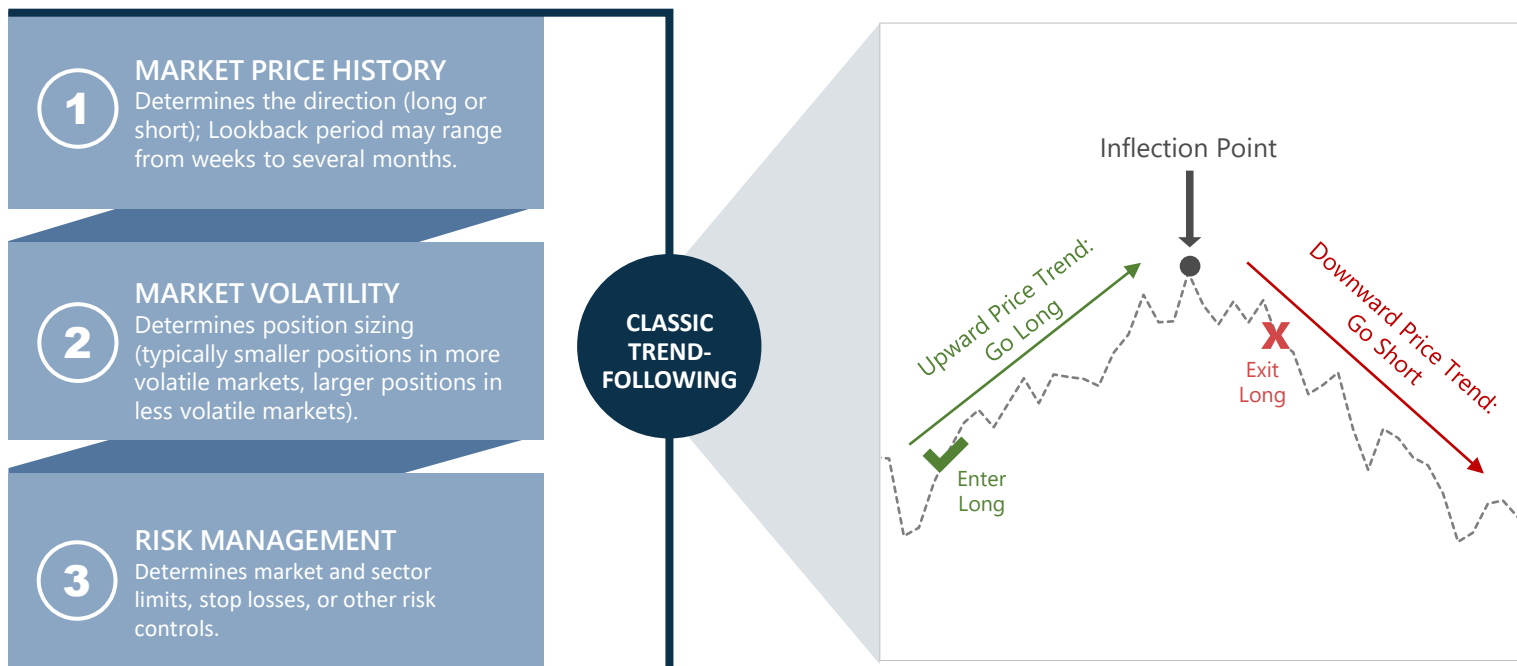 1
MARKET PRICE HISTORY
Determines the direction (long or
short); Lookback period may range
from weeks to several months.
2
MARKET VOLATILITY
Determines position sizing
(typically smaller positions in more
volatile markets, larger positions in
less volatile markets).
3
RISK MANAGEMENT
Determines market and sector
limits, stop losses, or other risk
controls.
CLASSIC
TREND-
FOLLOWING
Inflection Point
Upward Price Trend:
Go Long
Enter
Long
X
Exit
Long
Downward Price Trend:
Go Short